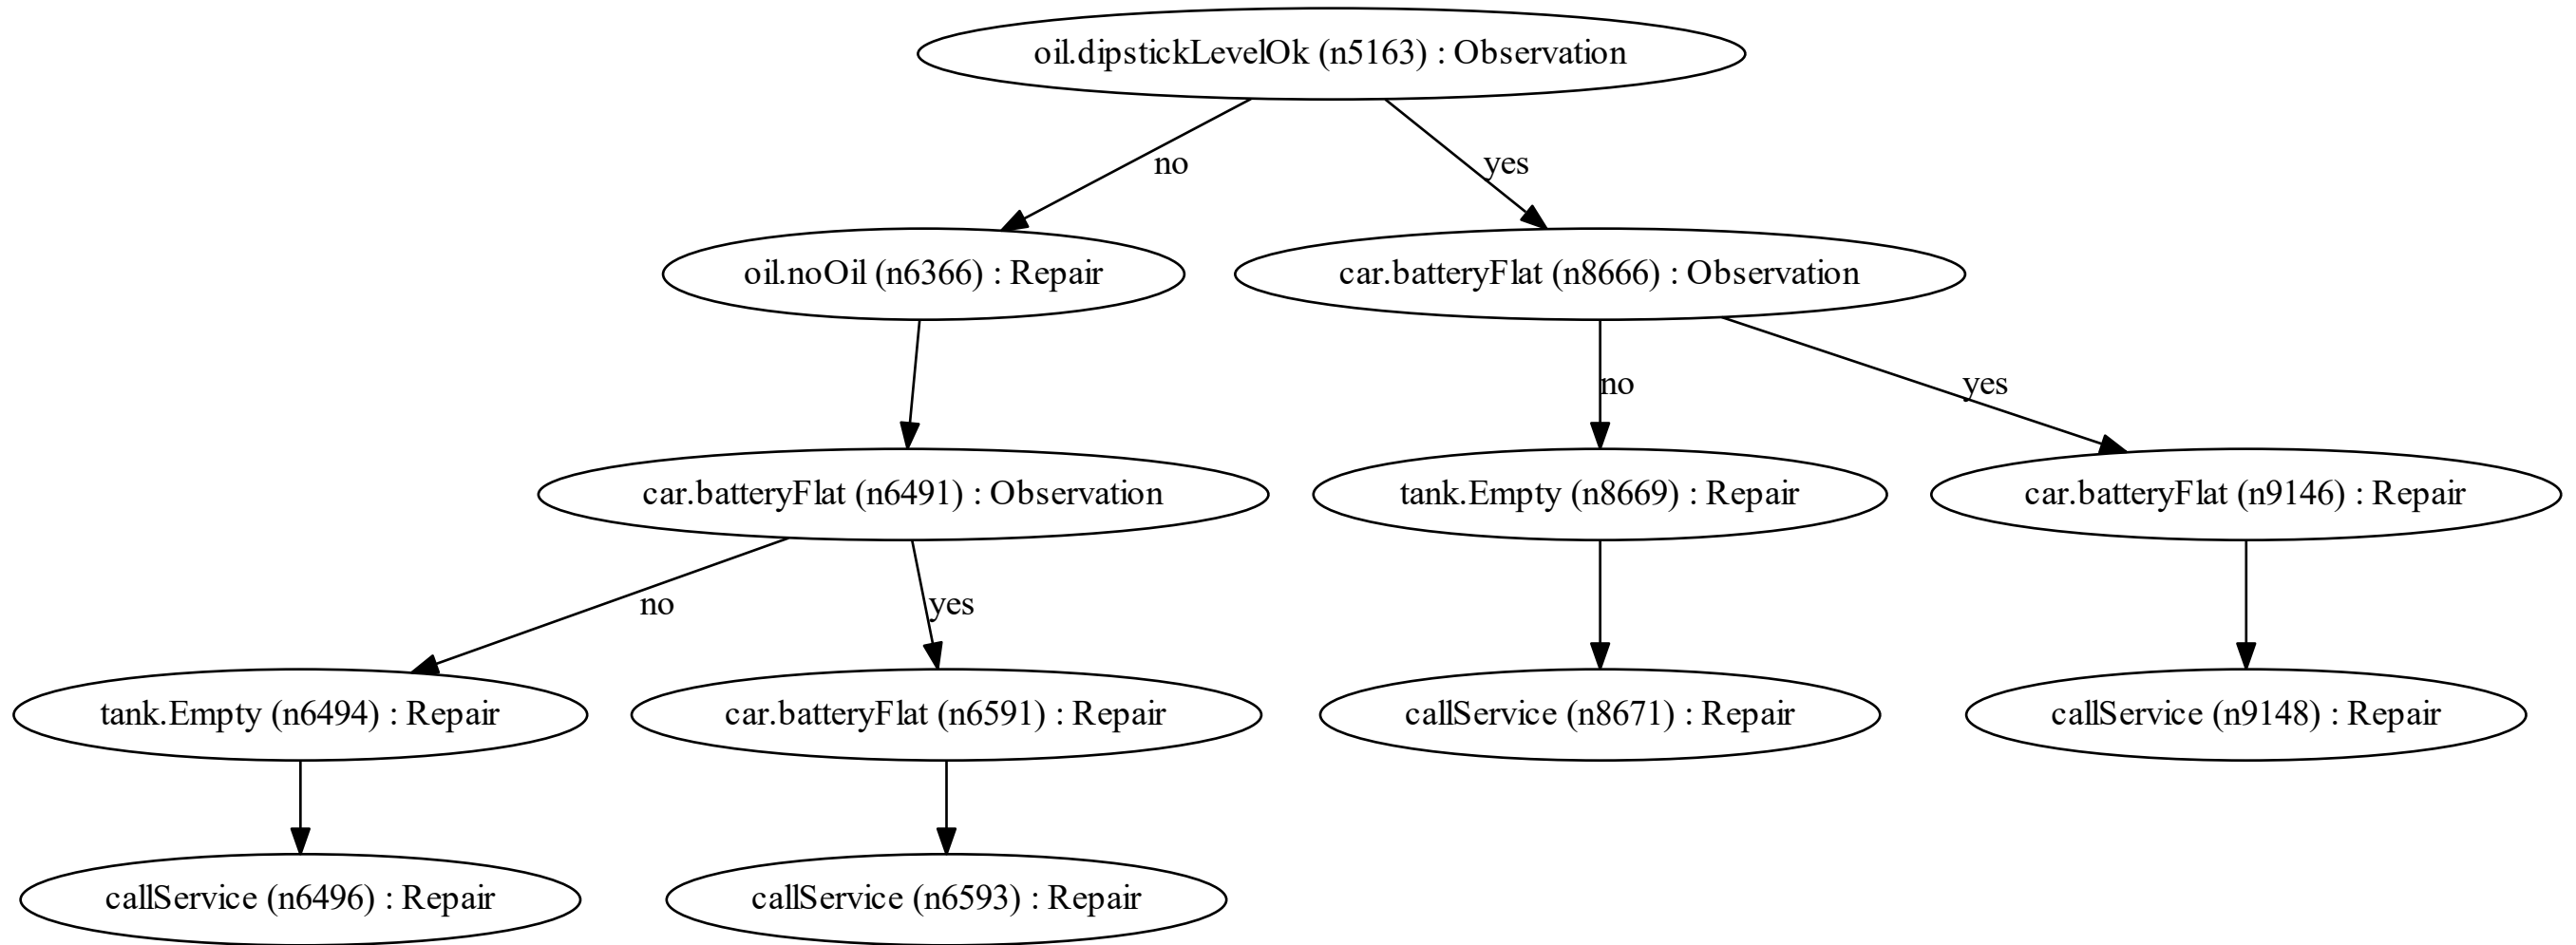 oil.dipstickLevelOk (n5163) : Observation
no
yes
oil.noOil (n6366) : Repair
car.batteryFlat (n8666) : Observation
no
yes
car.batteryFlat (n6491) : Observation
tank.Empty (n8669) : Repair
car.batteryFlat (n9146) : Repair
no
yes
tank.Empty (n6494) : Repair
car.batteryFlat (n6591) : Repair
callService (n8671) : Repair
callService (n9148) : Repair
callService (n6496) : Repair
callService (n6593) : Repair